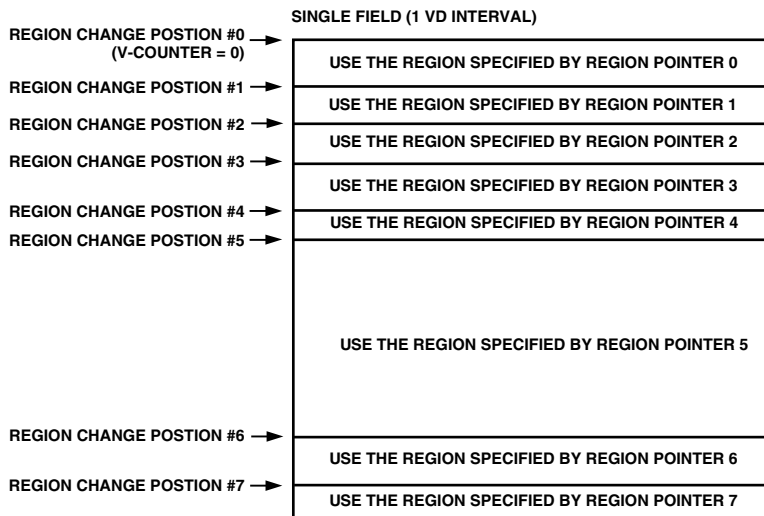 SINGLE FIELD (1 VD INTERVAL)
REGION CHANGE POSTION #0
(V-COUNTER = 0)
USE THE REGION SPECIFIED BY REGION POINTER 0
REGION CHANGE POSTION #1
USE THE REGION SPECIFIED BY REGION POINTER 1
REGION CHANGE POSTION #2
USE THE REGION SPECIFIED BY REGION POINTER 2
REGION CHANGE POSTION #3
USE THE REGION SPECIFIED BY REGION POINTER 3
REGION CHANGE POSTION #4
USE THE REGION SPECIFIED BY REGION POINTER 4
REGION CHANGE POSTION #5
USE THE REGION SPECIFIED BY REGION POINTER 5
REGION CHANGE POSTION #6
USE THE REGION SPECIFIED BY REGION POINTER 6
REGION CHANGE POSTION #7
USE THE REGION SPECIFIED BY REGION POINTER 7